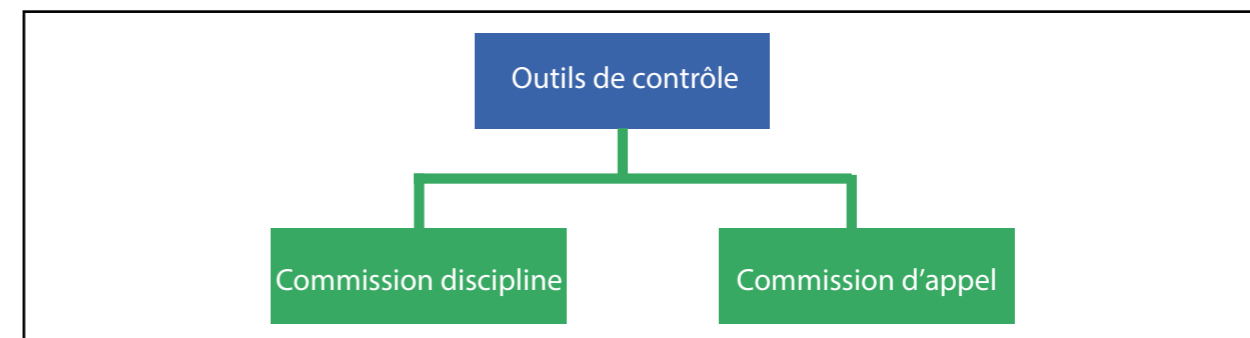 Outils de contrôle
Commission discipline
Commission d’appel